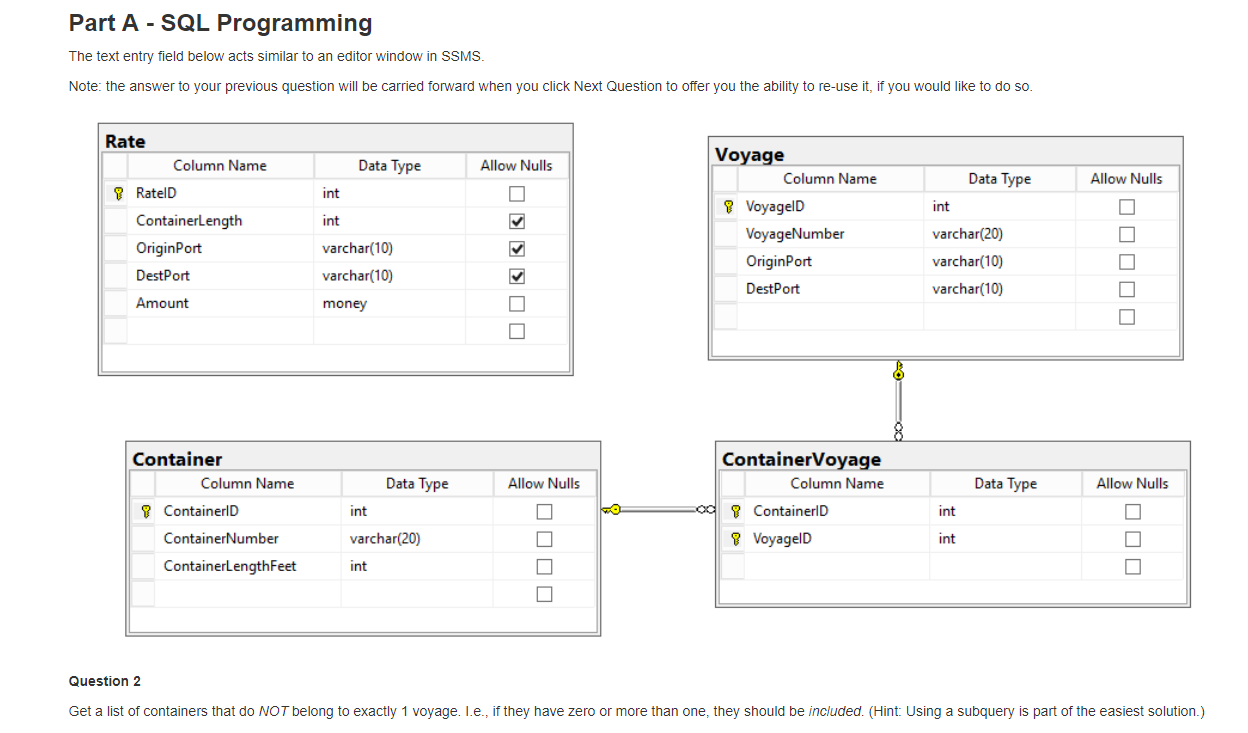 Part A - SQL Programming
The text entry field below acts similar to an editor window in SSMS.
Note: the answer to your previous question will be carried forward when you click Next Question to offer you the ability to re-use it, if you would like to do so.
Rate
Column Name Data Type Allow Nulls
RateID int
ContainerLength int
OriginPort varchar(10)
DestPort varchar(10)
Amount money
Voyage
Column Name Data Type Allow Nulls
VoyageID int
VoyageNumber varchar(20)
OriginPort varchar(10)
DestPort varchar(10)
Container
Column Name Data Type Allow Nulls
ContainerID int
ContainerNumber varchar(20)
ContainerLengthFeet int
ContainerVoyage
Column Name Data Type Allow Nulls
ContainerID int
VoyageID int
Question 2
Get a list of containers that do NOT belong to exactly 1 voyage. I.e., if they have zero or more than one, they should be included. (Hint: Using a subquery is part of the easiest solution.)